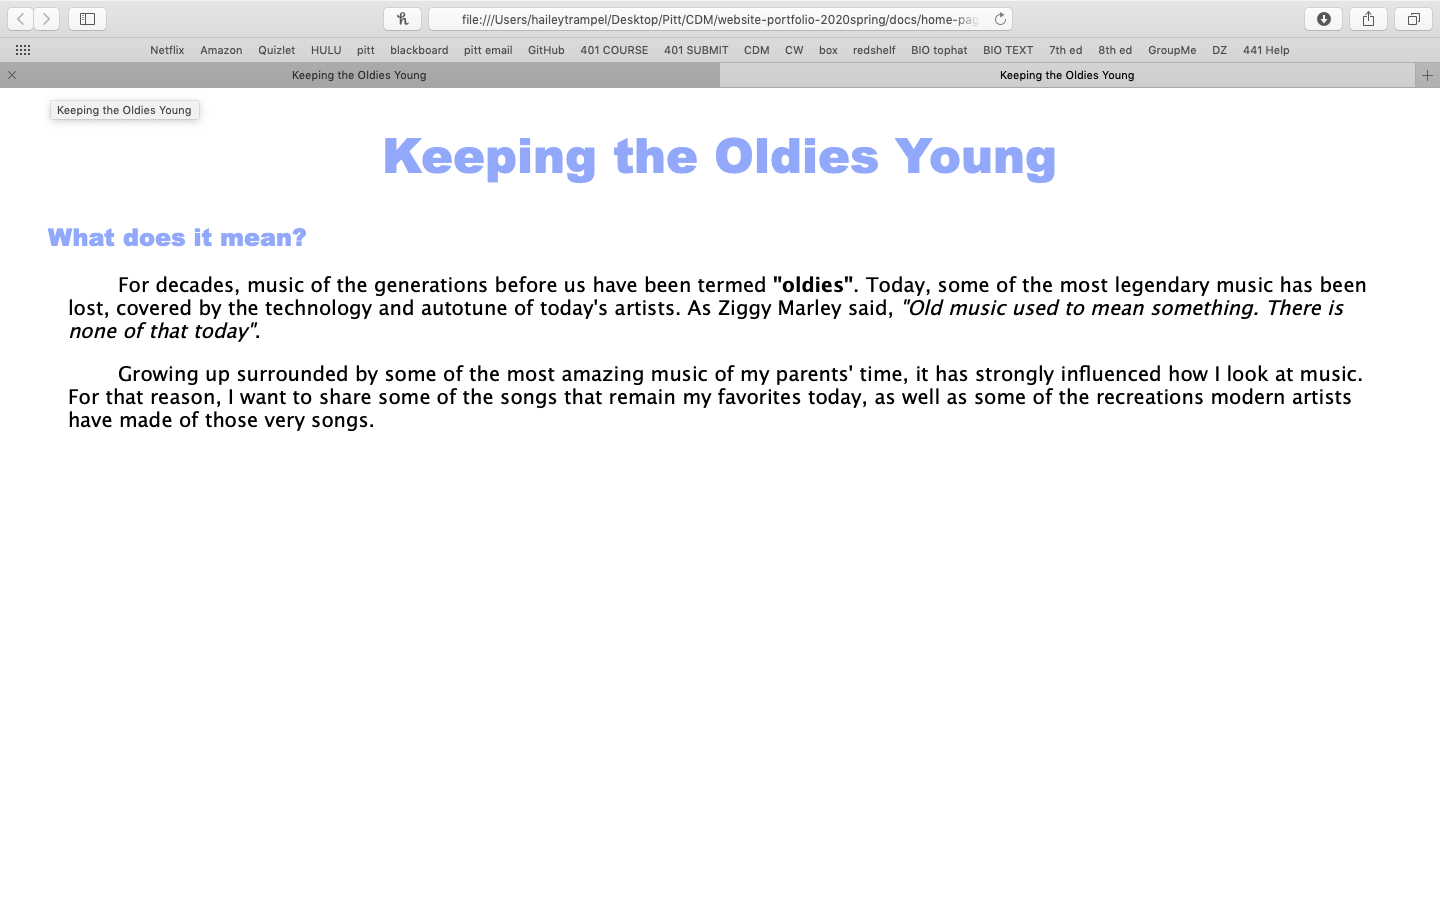 file:///Users/haileytrampel/Desktop/Pitt/CDM/website-portfolio-2020spring/docs/home-pag
Netflix Amazon Quizlet HULU pitt blackboard pitt email GitHub 401 COURSE 401 SUBMIT CDM CW box redshelf BIO tophat BIO TEXT 7th ed 8th ed GroupMe DZ 441 Help
Keeping the Oldies Young Keeping the Oldies Young
Keeping the Oldies Young
Keeping the Oldies Young
What does it mean?
For decades, music of the generations before us have been termed "oldies". Today, some of the most legendary music has been
lost, covered by the technology and autotune of today's artists. As Ziggy Marley said, "Old music used to mean something. There is
none of that today".
Growing up surrounded by some of the most amazing music of my parents' time, it has strongly influenced how I look at music.
For that reason, I want to share some of the songs that remain my favorites today, as well as some of the recreations modern artists
have made of those very songs.